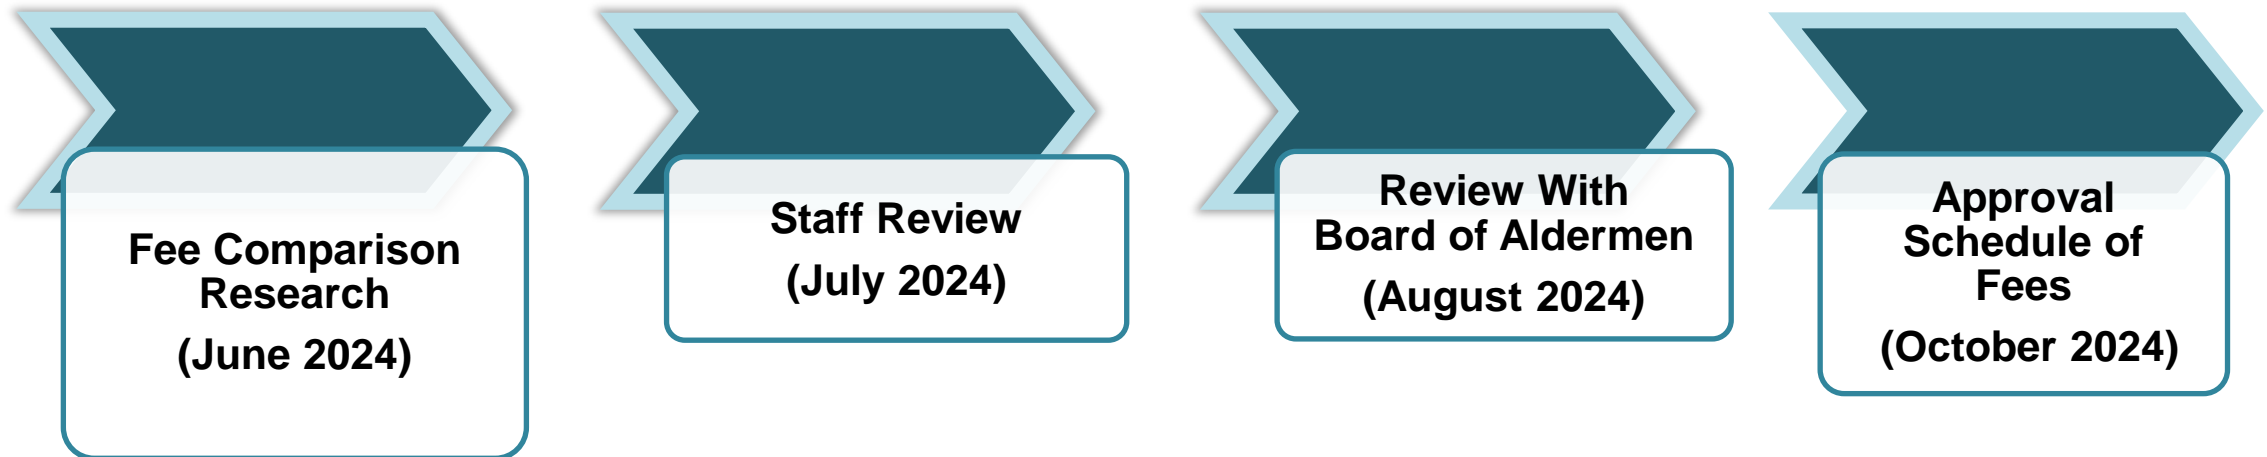 Fee Comparison
Research
(June 2024)
Staff Review
(July 2024)
Review With
Board of Aldermen
(August 2024)
Approval
Schedule of
Fees
(October 2024)